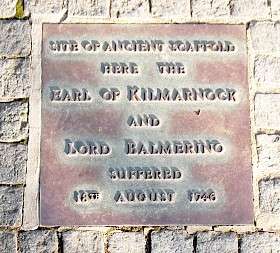 SITE OF ANCIENT SCAFFOLD
HERE THE
EARL OF KILMARNOCK
AND
LORD BALMERINO
SUFFERED
18TH AUGUST 1746